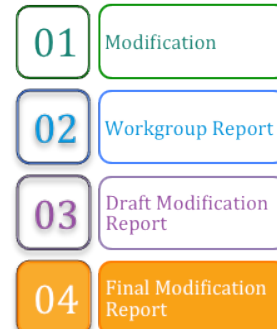 01 Modification
02 Workgroup Report
03 Draft Modification
Report
04 Final Modification
Report